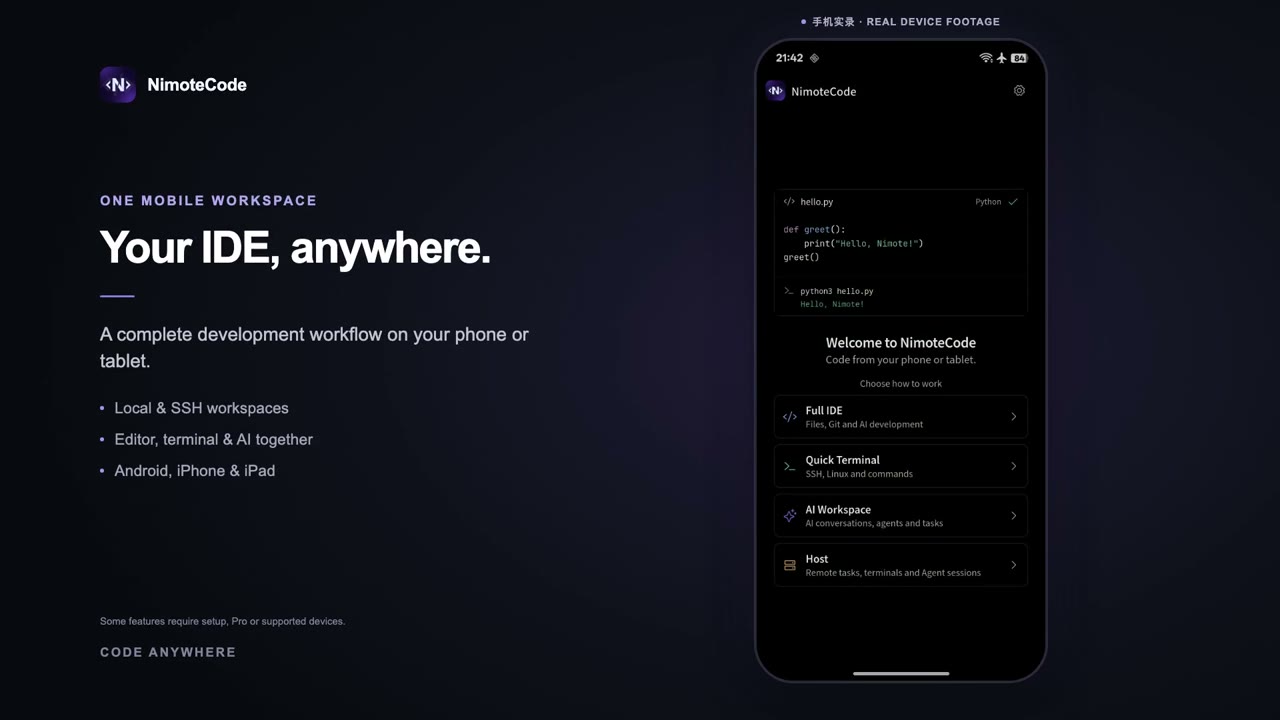 NimoteCode
ONE MOBILE WORKSPACE
Your IDE, anywhere.
A complete development workflow on your phone or
tablet.
• Local & SSH workspaces
• Editor, terminal & AI together
• Android, iPhone & iPad
Some features require setup, Pro or supported devices.
CODE ANYWHERE
手机实录 · REAL DEVICE FOOTAGE
21:42 84
NimoteCode
</> hello.py Python
def greet():
    print("Hello, Nimote!")
greet()
>_ python3 hello.py
Hello, Nimote!
Welcome to NimoteCode
Code from your phone or tablet.
Choose how to work
Full IDE
Files, Git and AI development
Quick Terminal
SSH, Linux and commands
AI Workspace
AI conversations, agents and tasks
Host
Remote tasks, terminals and Agent sessions